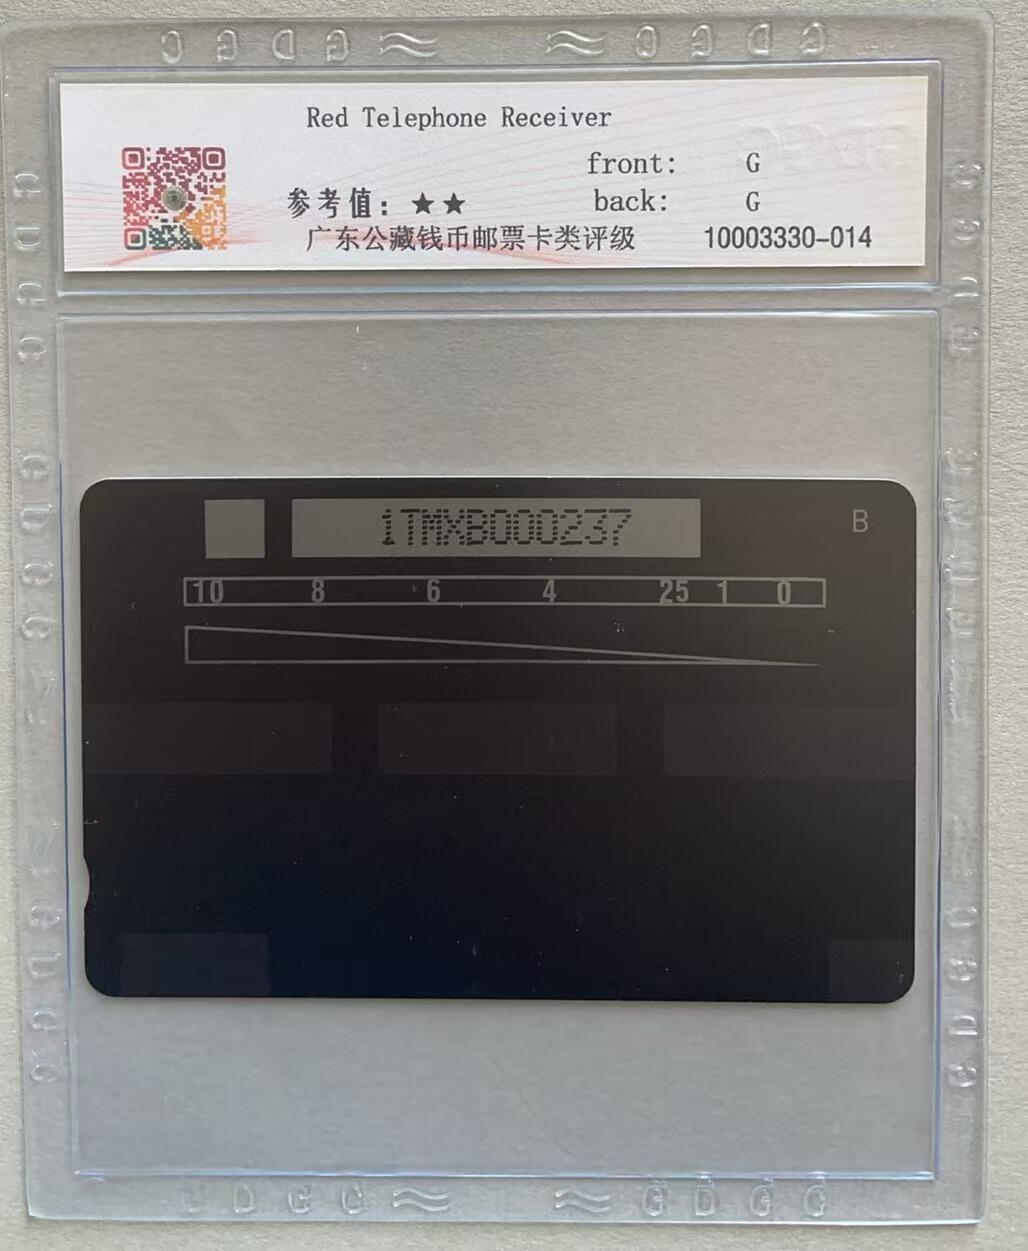 G D G C
Red Telephone Receiver
front: G
参考值：★★ back: G
广东公藏钱币邮票卡类评级 10003330-014
1TMXB000237
B
10 8 6 4 25 1 0
G D G C